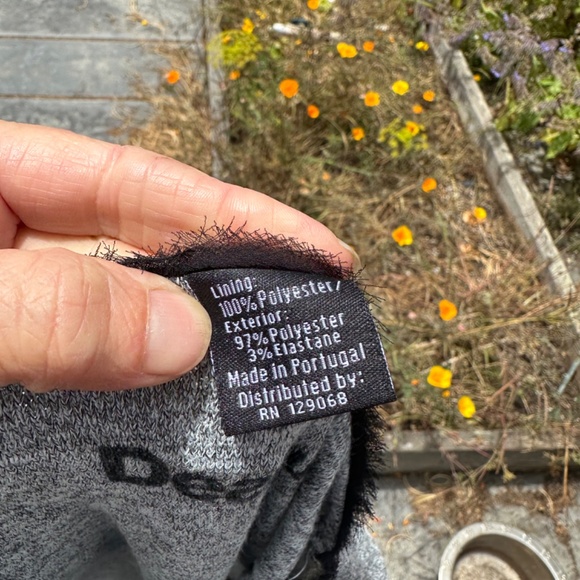 Lining:
100% Polyester/
Exterior:
97% Polyester
3% Elastane
Made in Portugal
Distributed by:
RN 129068